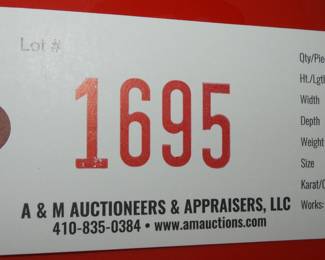 Lot #
1695
A & M AUCTIONEERS & APPRAISERS, LLC
410-835-0384 • www.amauctions.com
Qty/Pie
Ht./Lgth
Width
Depth
Weight
Size
Karat/C
Works: